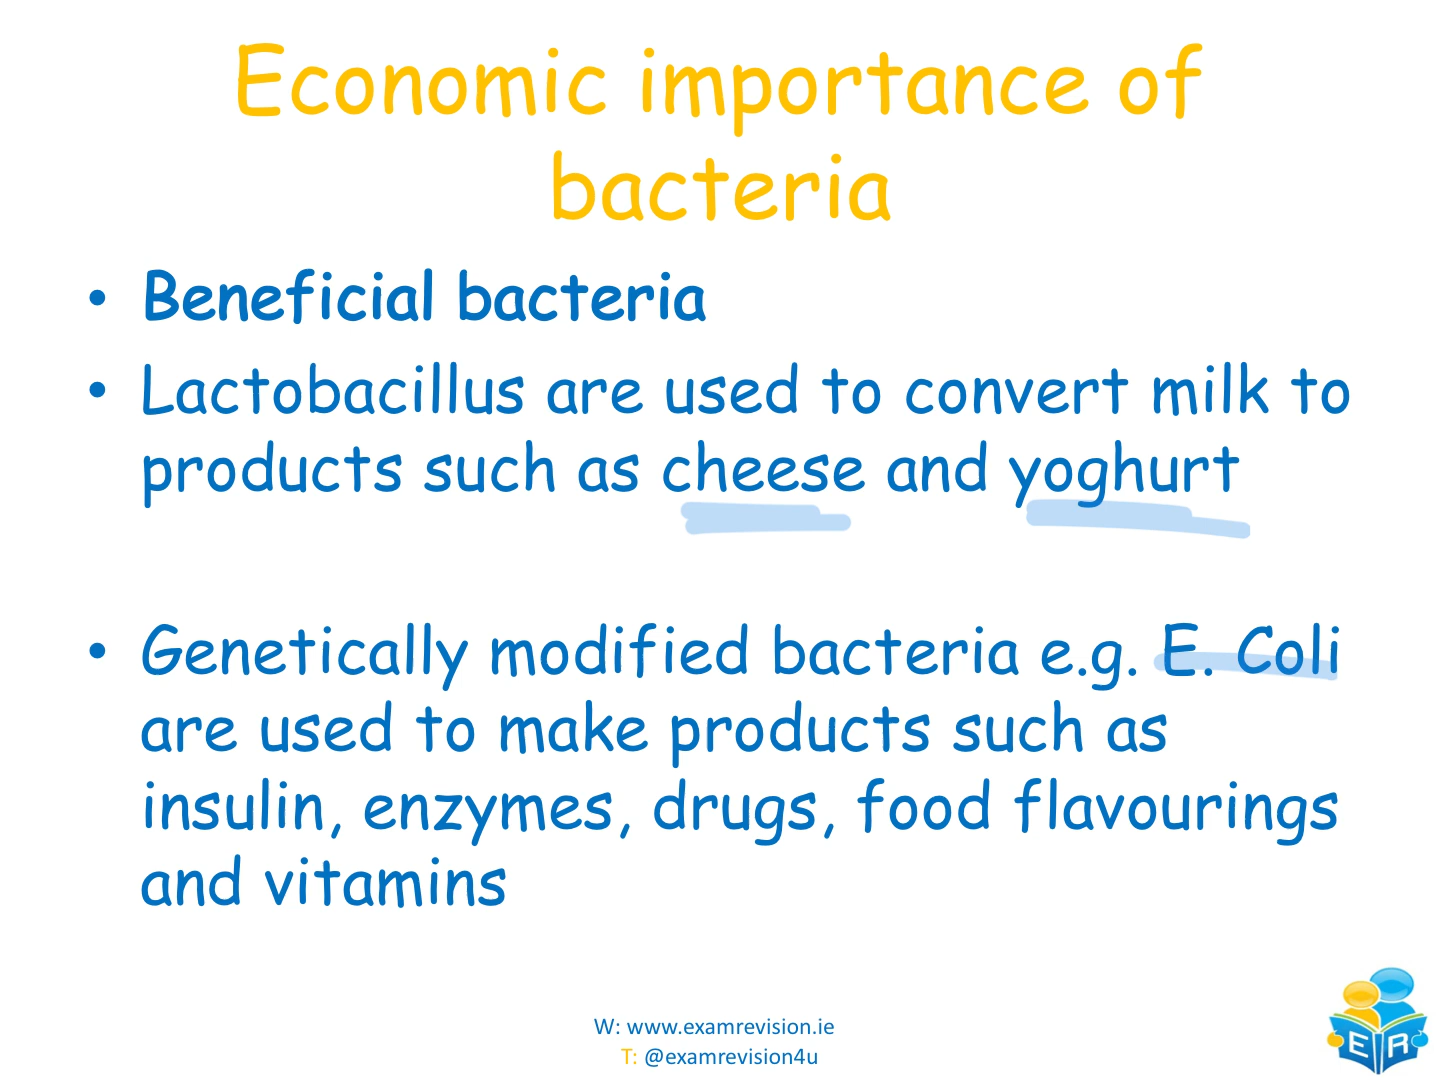 Economic importance of
bacteria
• Beneficial bacteria
• Lactobacillus are used to convert milk to
products such as cheese and yoghurt
• Genetically modified bacteria e.g. E. Coli
are used to make products such as
insulin, enzymes, drugs, food flavourings
and vitamins
W: www.examrevision.ie
T: @examrevision4u
E R